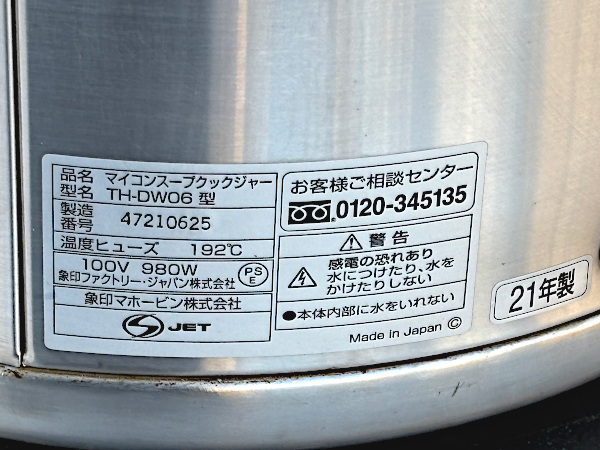 品名 マイコンスープクックジャー
型名 TH-DW06 型
製造
番号 47210625
温度ヒューズ 192℃
100V 980W
象印ファクトリー・ジャパン株式会社
PS
E
象印マホービン株式会社
S JET
お客様ご相談センター
0120-345135
警告
感電の恐れあり
水につけたり、水を
かけたりしない
●本体内部に水をいれない
Made in Japan ©
21年製